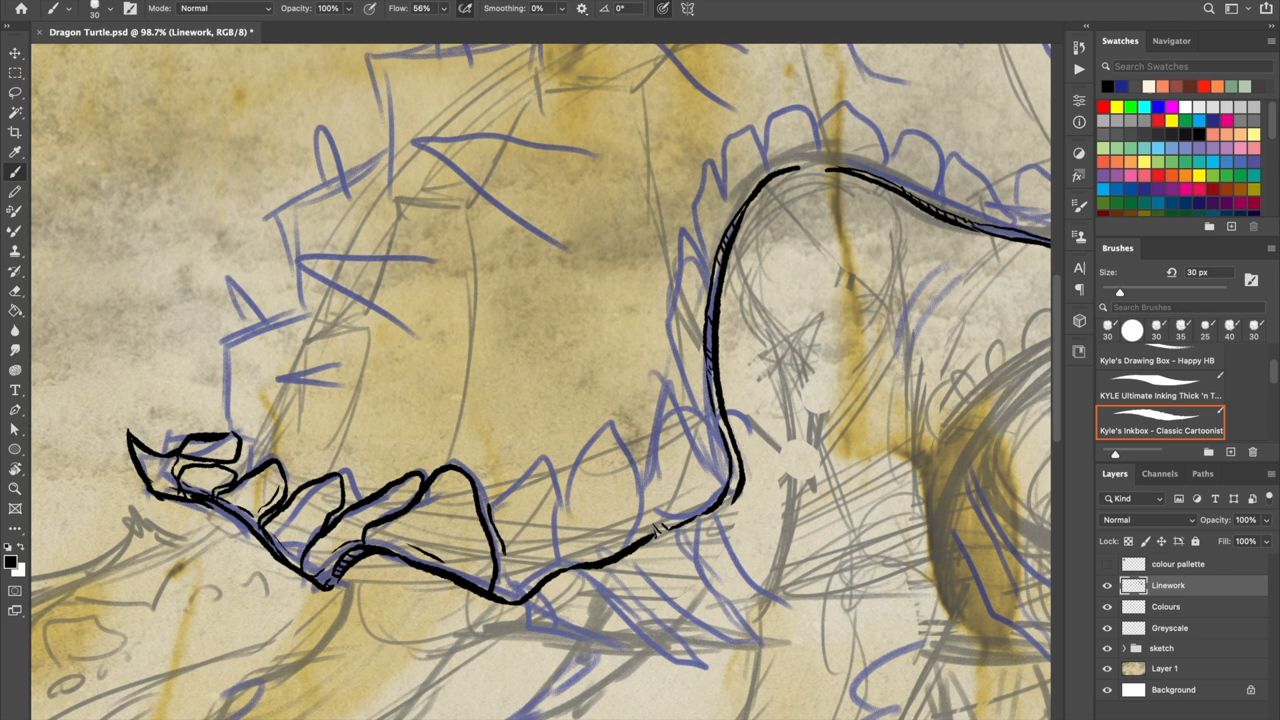 30
Mode: Normal
Opacity: 100%
Flow: 56%
Smoothing: 0%
0°
Dragon Turtle.psd @ 98.7% (Linework, RGB/8) *
Swatches Navigator
Search Swatches
Brushes
Size: 30 px
Search Brushes
30 30 35 25 40 30
Kyle's Drawing Box - Happy HB
KYLE Ultimate Inking Thick 'n T...
Kyle's Inkbox - Classic Cartoonist
Layers Channels Paths
Kind
Normal Opacity: 100%
Lock: Fill: 100%
colour pallette
Linework
Colours
Greyscale
sketch
Layer 1
Background